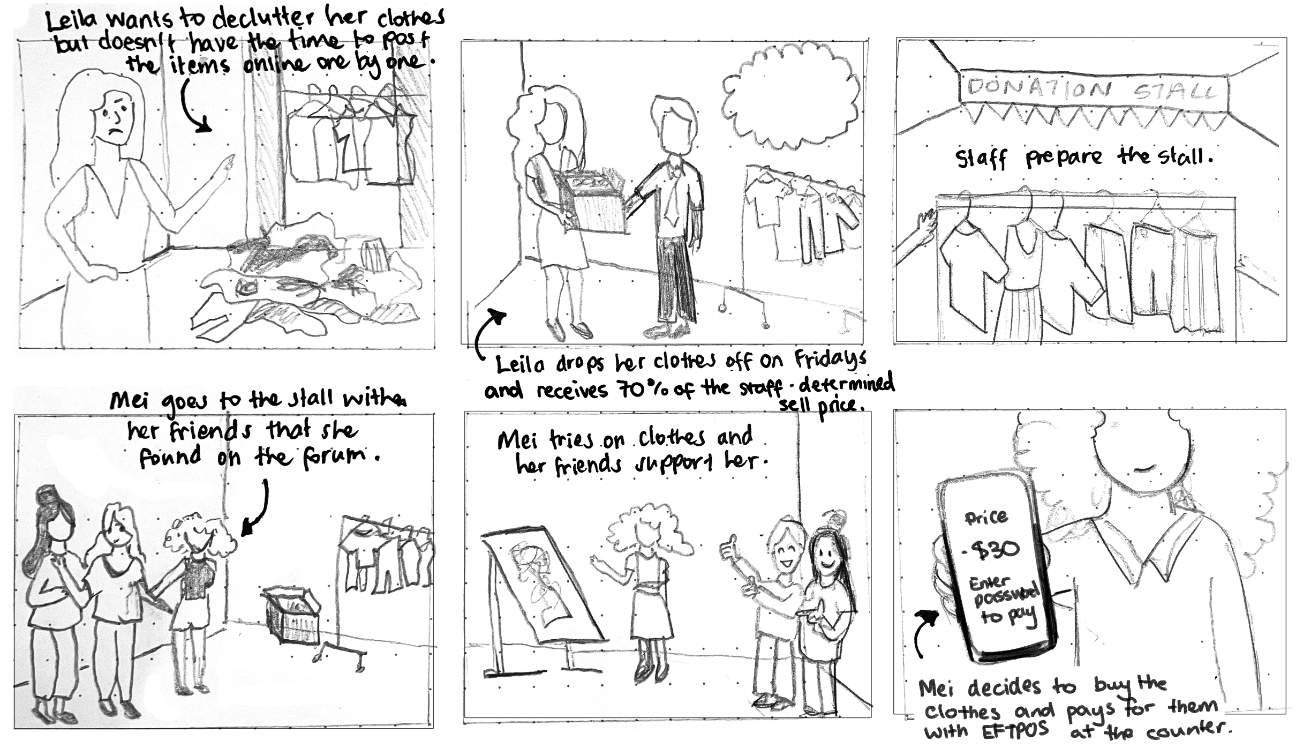 Leila wants to declutter her clothes
but doesn't have the time to post
the items online one by one.
Leila drops her clothes off on Fridays
and receives 70% of the staff-determined
sell price.
DONATION STALL
Staff prepare the stall.
Mei goes to the stall with
her friends that she
found on the forum.
Mei tries on clothes and
her friends support her.
Price
-$30
Enter
password
to pay
Mei decides to buy the
clothes and pays for them
with EFTPOS at the counter.